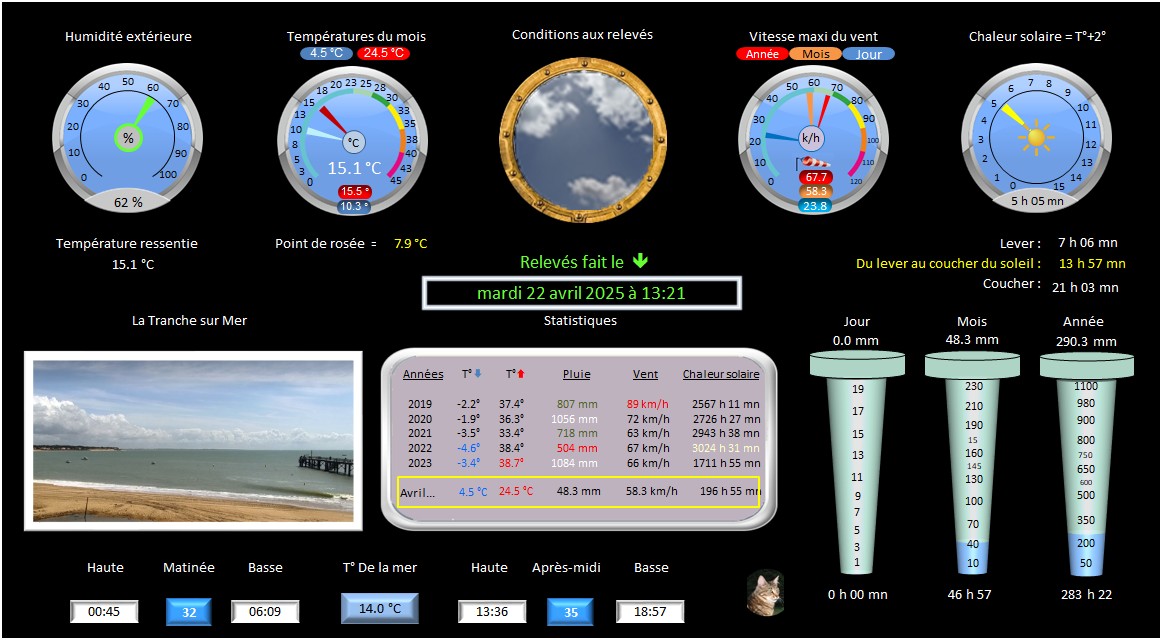 Humidité extérieure
Températures du mois
4.5 °C 24.5 °C
Conditions aux relevés
Vitesse maxi du vent
Année Mois Jour
Chaleur solaire = T°+2°
0 10 20 30 40 50 60 70 80 90 100
%
62 %
0 3 5 8 10 13 15 18 20 23 25 28 30 33 35 38 40 43 45
°C
15.1 °C
15.5 °
10.3 °
0 10 20 30 40 50 60 70 80 90 100 110 120
k/h
67.7
58.3
23.8
0 1 2 3 4 5 6 7 8 9 10 11 12 13 14 15
5 h 05 mn
Température ressentie
15.1 °C
Point de rosée = 7.9 °C
Relevés fait le
mardi 22 avril 2025 à 13:21
Lever : 7 h 06 mn
Du lever au coucher du soleil : 13 h 57 mn
Coucher : 21 h 03 mn
La Tranche sur Mer
Statistiques
Années T° T° Pluie Vent Chaleur solaire
2019 -2.2° 37.4° 807 mm 89 km/h 2567 h 11 mn
2020 -1.9° 36.3° 1056 mm 72 km/h 2726 h 27 mn
2021 -3.5° 33.4° 718 mm 63 km/h 2943 h 38 mn
2022 -4.6° 38.4° 504 mm 67 km/h 3024 h 31 mn
2023 -3.4° 38.7° 1084 mm 66 km/h 1711 h 55 mn
Avril... 4.5 °C 24.5 °C 48.3 mm 58.3 km/h 196 h 55 mn
Jour
0.0 mm
19
17
15
13
11
9
7
5
3
1
0 h 00 mn
Mois
48.3 mm
230
210
190
15
160
145
130
100
70
40
10
46 h 57
Année
290.3 mm
1100
980
900
800
750
650
600
500
350
200
50
283 h 22
Haute Matinée Basse T° De la mer Haute Après-midi Basse
00:45 32 06:09 14.0 °C 13:36 35 18:57